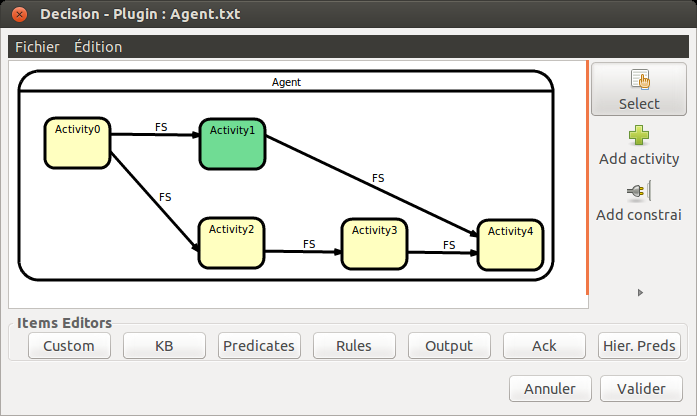 Decision - Plugin : Agent.txt
Fichier Édition
Agent
Select
Activity0
FS
Activity1
Add activity
FS
FS
Add constrai
Activity2
FS
Activity3
FS
Activity4
Items Editors
Custom KB Predicates Rules Output Ack Hier. Preds
Annuler Valider